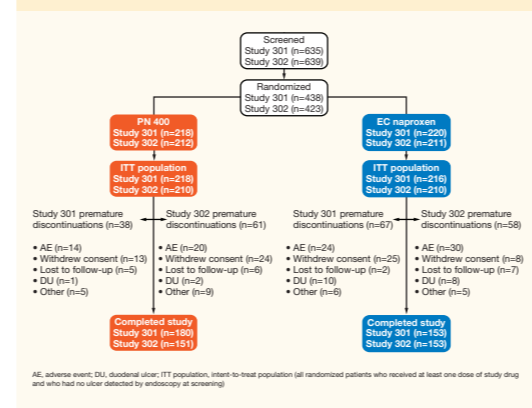 Screened
Study 301 (n=635)
Study 302 (n=639)
Randomized
Study 301 (n=438)
Study 302 (n=423)
PN 400
Study 301 (n=218)
Study 302 (n=212)
EC naproxen
Study 301 (n=220)
Study 302 (n=211)
ITT population
Study 301 (n=218)
Study 302 (n=210)
ITT population
Study 301 (n=216)
Study 302 (n=210)
Study 301 premature
discontinuations (n=38)
• AE (n=14)
• Withdrew consent (n=13)
• Lost to follow-up (n=5)
• DU (n=1)
• Other (n=5)
Study 302 premature
discontinuations (n=61)
• AE (n=20)
• Withdrew consent (n=24)
• Lost to follow-up (n=6)
• DU (n=2)
• Other (n=9)
Study 301 premature
discontinuations (n=67)
• AE (n=24)
• Withdrew consent (n=25)
• Lost to follow-up (n=2)
• DU (n=10)
• Other (n=6)
Study 302 premature
discontinuations (n=58)
• AE (n=30)
• Withdrew consent (n=8)
• Lost to follow-up (n=7)
• DU (n=8)
• Other (n=5)
Completed study
Study 301 (n=180)
Study 302 (n=151)
Completed study
Study 301 (n=153)
Study 302 (n=153)
AE, adverse event; DU, duodenal ulcer; ITT population, intent-to-treat population (all randomized patients who received at least one dose of study drug
and who had no ulcer detected by endoscopy at screening)